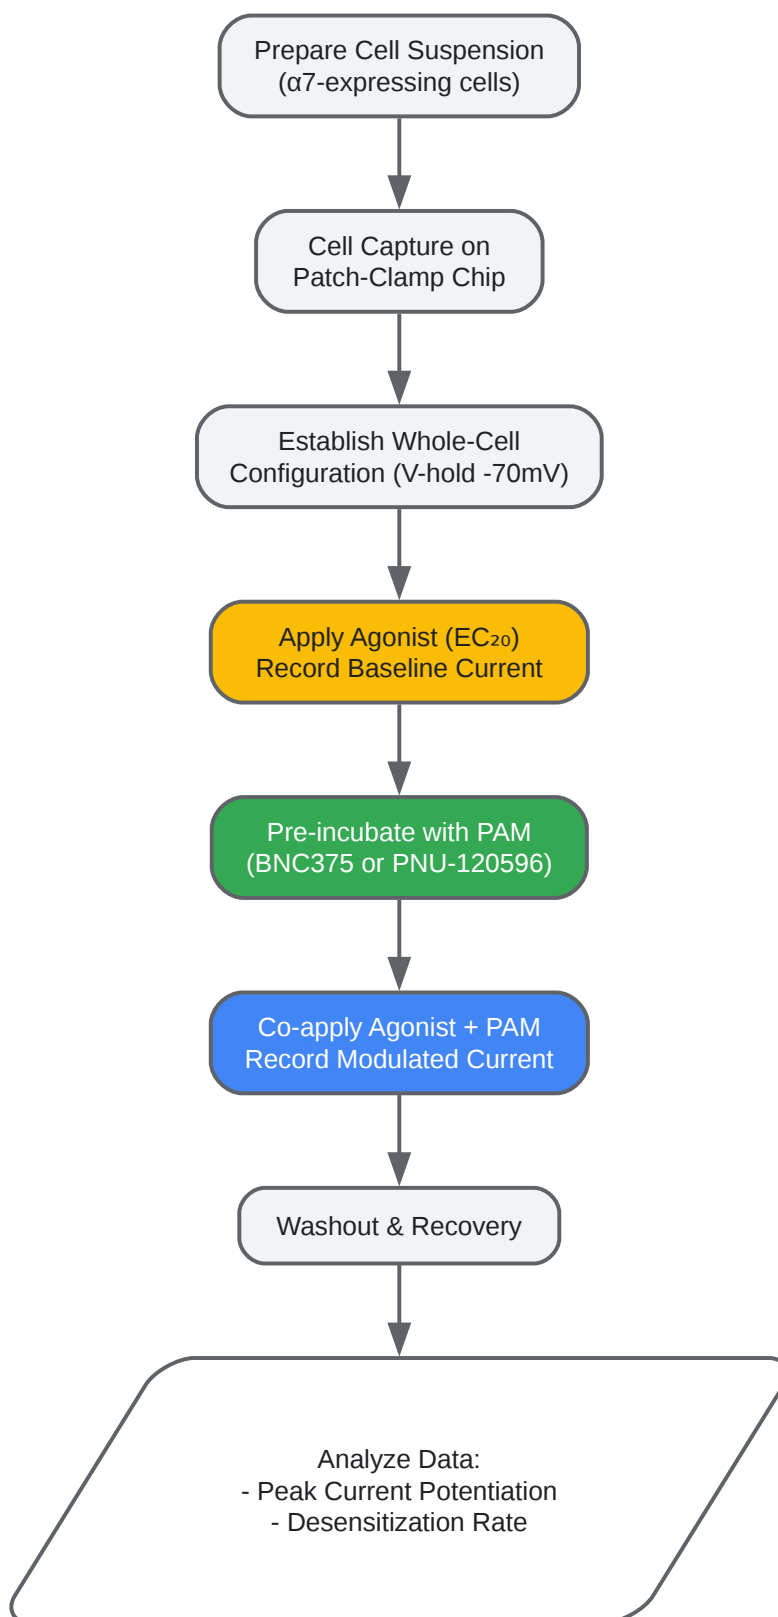 Prepare Cell Suspension
(α7-expressing cells)
Cell Capture on
Patch-Clamp Chip
Establish Whole-Cell
Configuration (V-hold -70mV)
Apply Agonist (EC₂₀)
Record Baseline Current
Pre-incubate with PAM
(BNC375 or PNU-120596)
Co-apply Agonist + PAM
Record Modulated Current
Washout & Recovery
Analyze Data:
- Peak Current Potentiation
- Desensitization Rate